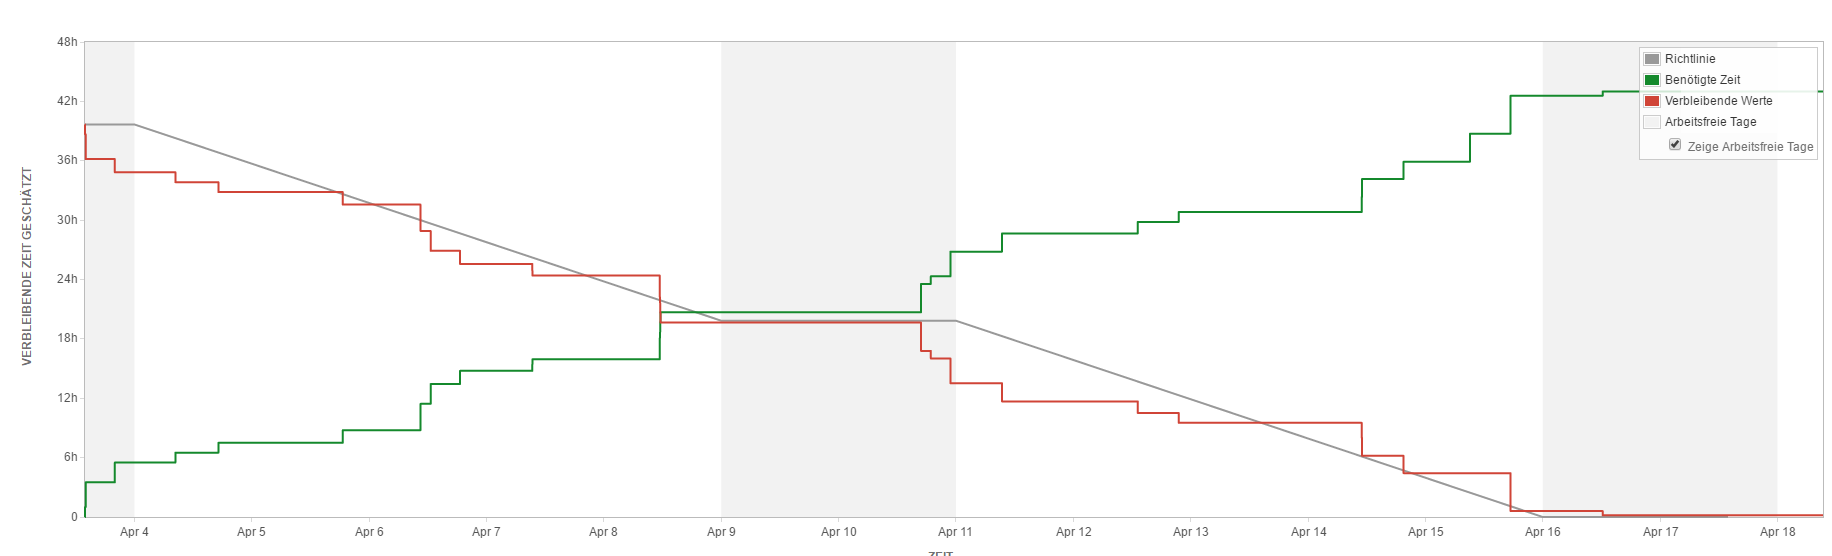 48h
42h
36h
30h
24h
18h
12h
6h
0
VERBLEIBENDE ZEIT GESCHÄTZT
Richtlinie
Benötigte Zeit
Verbleibende Werte
Arbeitsfreie Tage
Zeige Arbeitsfreie Tage
Apr 4 Apr 5 Apr 6 Apr 7 Apr 8 Apr 9 Apr 10 Apr 11 Apr 12 Apr 13 Apr 14 Apr 15 Apr 16 Apr 17 Apr 18
ZEIT